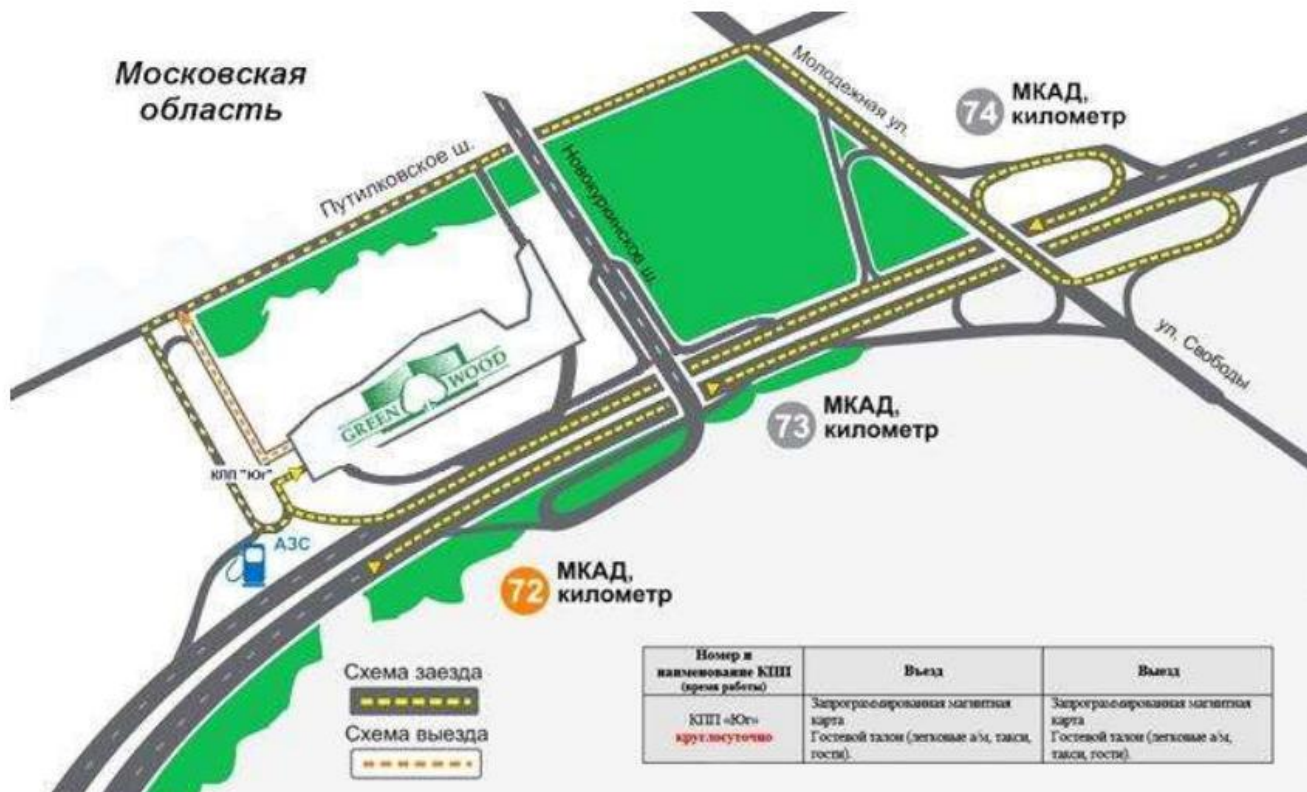 Московская
область
Молодежная ул.
74
МКАД,
километр
Путилковское ш.
Новокуркинское ш.
ул. Свободы
GREEN WOOD
73
МКАД,
километр
КПП "Юг"
АЗС
72
МКАД,
километр
Схема заезда
Схема выезда
Номер и
наименование КПП
(время работы)
Въезд
Выезд
КПП «Юг»
круглосуточно
Запрограммированная магнитная
карта
Гостевой талон (легковые а/м, такси,
гости).
Запрограммированная магнитная
карта
Гостевой талон (легковые а/м,
такси, гости).